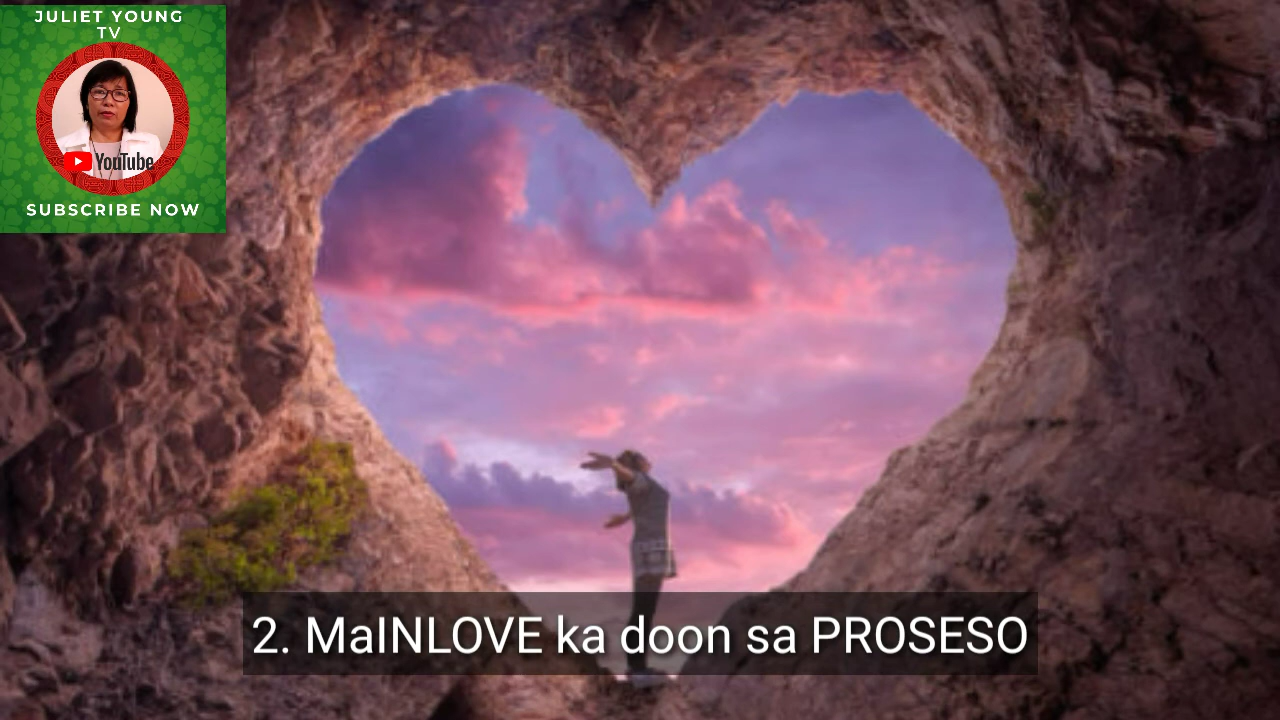 JULIET YOUNG
TV
YouTube
SUBSCRIBE NOW
2. MaINLOVE ka doon sa PROSESO